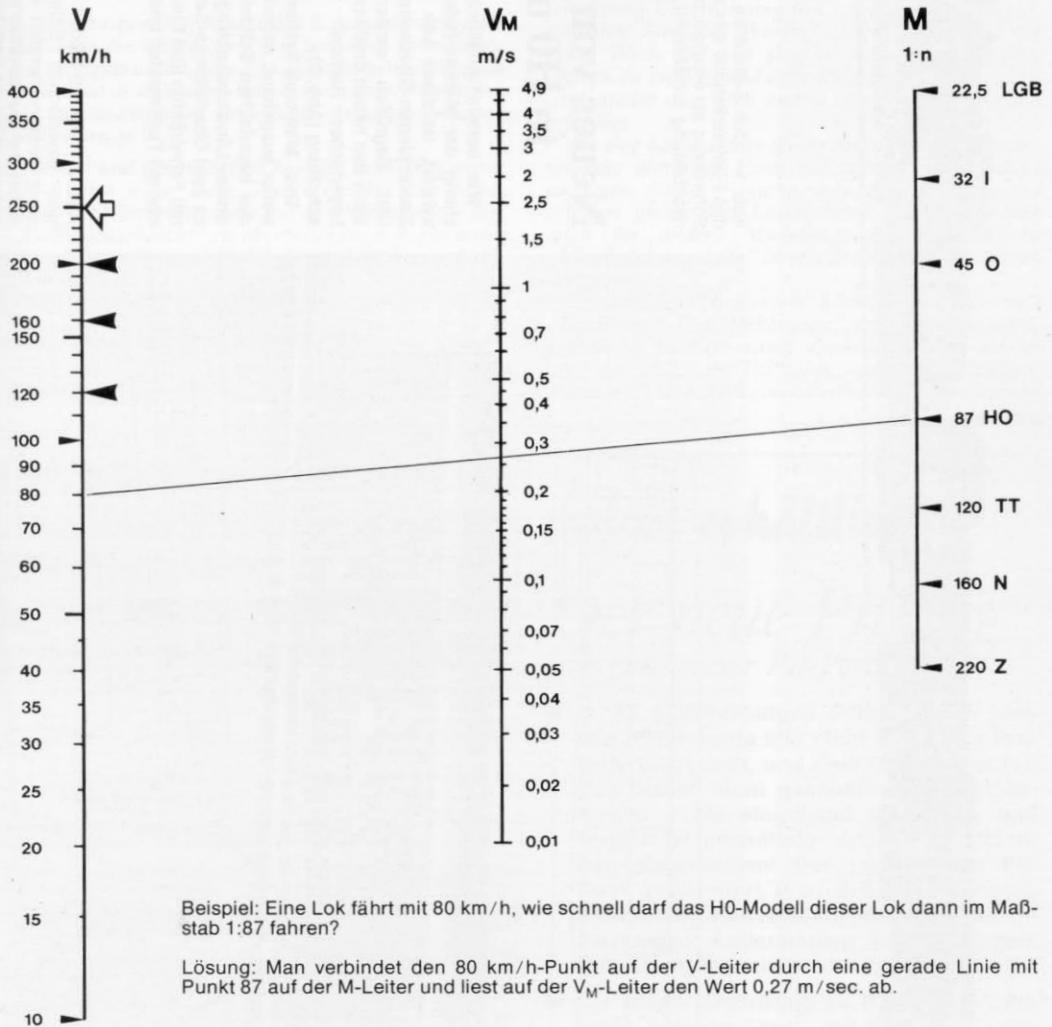 V
km/h
400
350
300
250
200
160
150
120
100
90
80
70
60
50
40
35
30
25
20
15
10
VM
m/s
4,9
4
3,5
3
2
2,5
1,5
1
0,7
0,5
0,4
0,3
0,2
0,15
0,1
0,07
0,05
0,04
0,03
0,02
0,01
M
1:n
22,5 LGB
32 I
45 O
87 HO
120 TT
160 N
220 Z
Beispiel: Eine Lok fährt mit 80 km/h, wie schnell darf das H0-Modell dieser Lok dann im Maß-
stab 1:87 fahren?
Lösung: Man verbindet den 80 km/h-Punkt auf der V-Leiter durch eine gerade Linie mit
Punkt 87 auf der M-Leiter und liest auf der VM-Leiter den Wert 0,27 m/sec. ab.